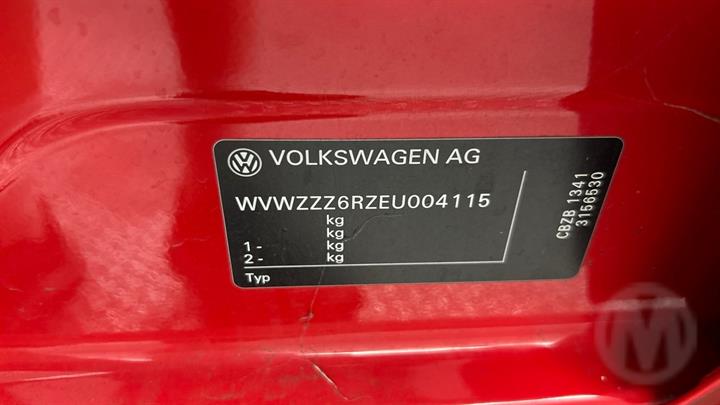 VOLKSWAGEN AG
WVWZZZ6RZEU004115
kg
kg
1 - kg
2 - kg
Typ
CBZB 1341
3156530
M